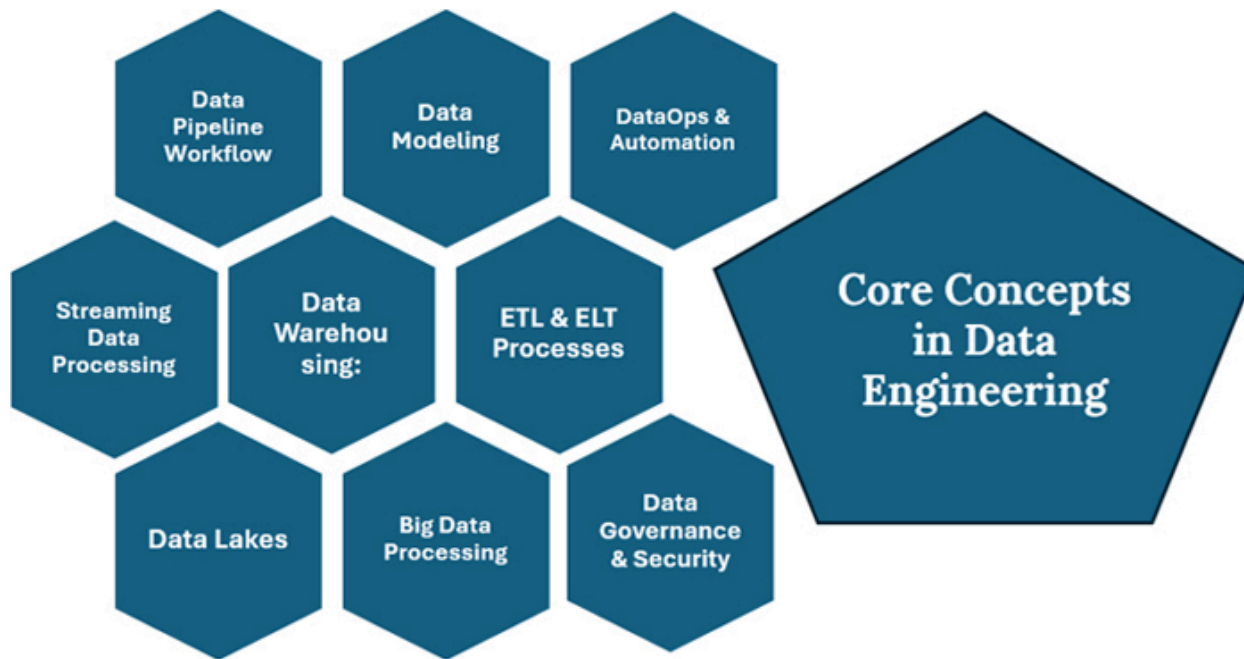 Data
Pipeline
Workflow
Data
Modeling
DataOps &
Automation
Streaming
Data
Processing
Data
Warehou
sing:
ETL & ELT
Processes
Data Lakes
Big Data
Processing
Data
Governance
& Security
Core Concepts
in Data
Engineering